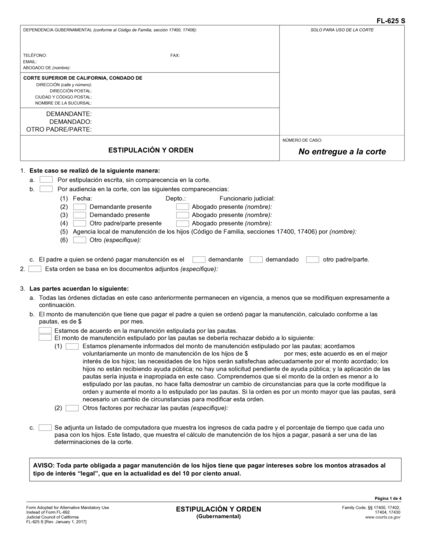 FL-625 S
DEPENDENCIA GUBERNAMENTAL (conforme al Código de Familia, sección 17400, 17406):
SOLO PARA USO DE LA CORTE
TELÉFONO: FAX:
EMAIL:
ABOGADO DE (nombre):
CORTE SUPERIOR DE CALIFORNIA, CONDADO DE
DIRECCIÓN (calle y número):
DIRECCIÓN POSTAL:
CIUDAD Y CÓDIGO POSTAL:
NOMBRE DE LA SUCURSAL:
DEMANDANTE:
DEMANDADO:
OTRO PADRE/PARTE:
ESTIPULACIÓN Y ORDEN
NÚMERO DE CASO:
No entregue a la corte
1. Este caso se realizó de la siguiente manera:
a. Por estipulación escrita, sin comparecencia en la corte.
b. Por audiencia en la corte, con las siguientes comparecencias:
(1) Fecha: Depto.: Funcionario judicial:
(2) Demandante presente Abogado presente (nombre):
(3) Demandado presente Abogado presente (nombre):
(4) Otro padre/parte presente Abogado presente (nombre):
(5) Agencia local de manutención de los hijos (Código de Familia, secciones 17400, 17406) por (nombre):
(6) Otro (especifique):
c. El padre a quien se ordenó pagar manutención es el demandante demandado otro padre/parte.
2. Esta orden se basa en los documentos adjuntos (especifique):
3. Las partes acuerdan lo siguiente:
a. Todas las órdenes dictadas en este caso anteriormente permanecen en vigencia, a menos que se modifiquen expresamente a
continuación.
b. El monto de manutención que tiene que pagar el padre a quien se ordenó pagar la manutención, calculado conforme a las
pautas, es de $ por mes.
Estamos de acuerdo en la manutención estipulada por las pautas.
El monto de manutención estipulado por las pautas se debería rechazar debido a lo siguiente:
(1) Estamos plenamente informados del monto de manutención estipulado por las pautas; acordamos
voluntariamente un monto de manutención de los hijos de $ por mes; este acuerdo es en el mejor
interés de los hijos; las necesidades de los hijos serán satisfechas adecuadamente por el monto acordado; los
hijos no están recibiendo ayuda pública; no hay una solicitud pendiente de ayuda pública; y la aplicación de las
pautas sería injusta e inapropiada en este caso. Comprendemos que si el monto de la orden es menor a lo
estipulado por las pautas, no hace falta demostrar un cambio de circunstancias para que la corte modifique la
orden y aumente el monto a lo estipulado por las pautas. Si la orden es por un monto mayor que las pautas, será
necesario un cambio de circunstancias para modificar esta orden.
(2) Otros factores por rechazar las pautas (especifique):
c. Se adjunta un listado de computadora que muestra los ingresos de cada padre y el porcentaje de tiempo que cada uno
pasa con los hijos. Este listado, que muestra el cálculo de manutención de los hijos a pagar, pasará a ser una de las
determinaciones de la corte.
AVISO: Toda parte obligada a pagar manutención de los hijos tiene que pagar intereses sobre los montos atrasados al
tipo de interés “legal”, que en la actualidad es del 10 por ciento anual.
Página 1 de 4
Form Adopted for Alternative Mandatory Use
Instead of Form FL-692
Judicial Council of California
FL-625 S [Rev. January 1, 2017]
ESTIPULACIÓN Y ORDEN
(Gubernamental)
Family Code, §§ 17400, 17402,
17404, 17430
www.courts.ca.gov